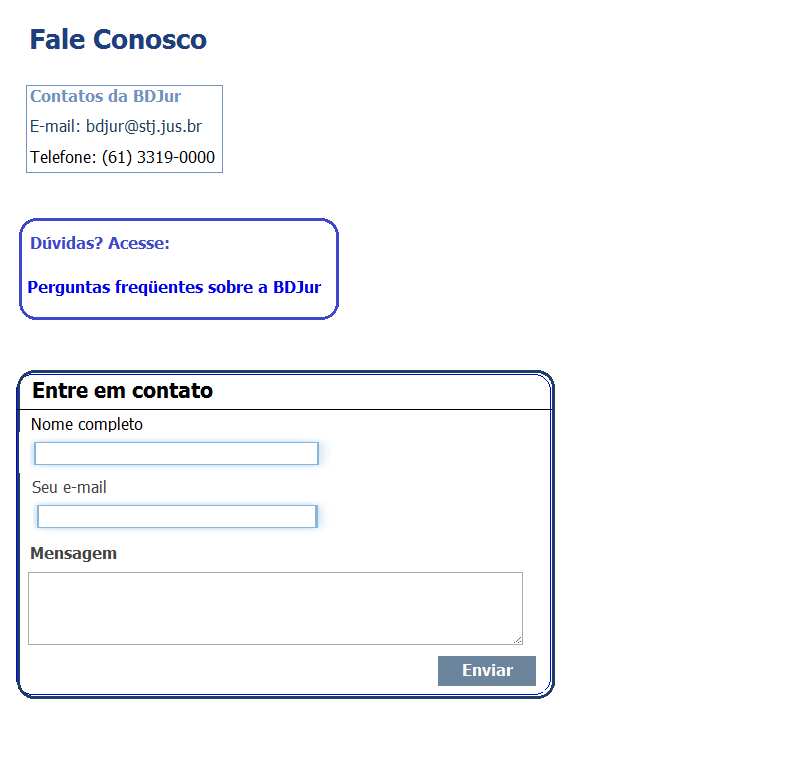 Fale Conosco
Contatos da BDJur
E-mail: bdjur@stj.jus.br
Telefone: (61) 3319-0000
Dúvidas? Acesse:
Perguntas freqüentes sobre a BDJur
Entre em contato
Nome completo
Seu e-mail
Mensagem
Enviar